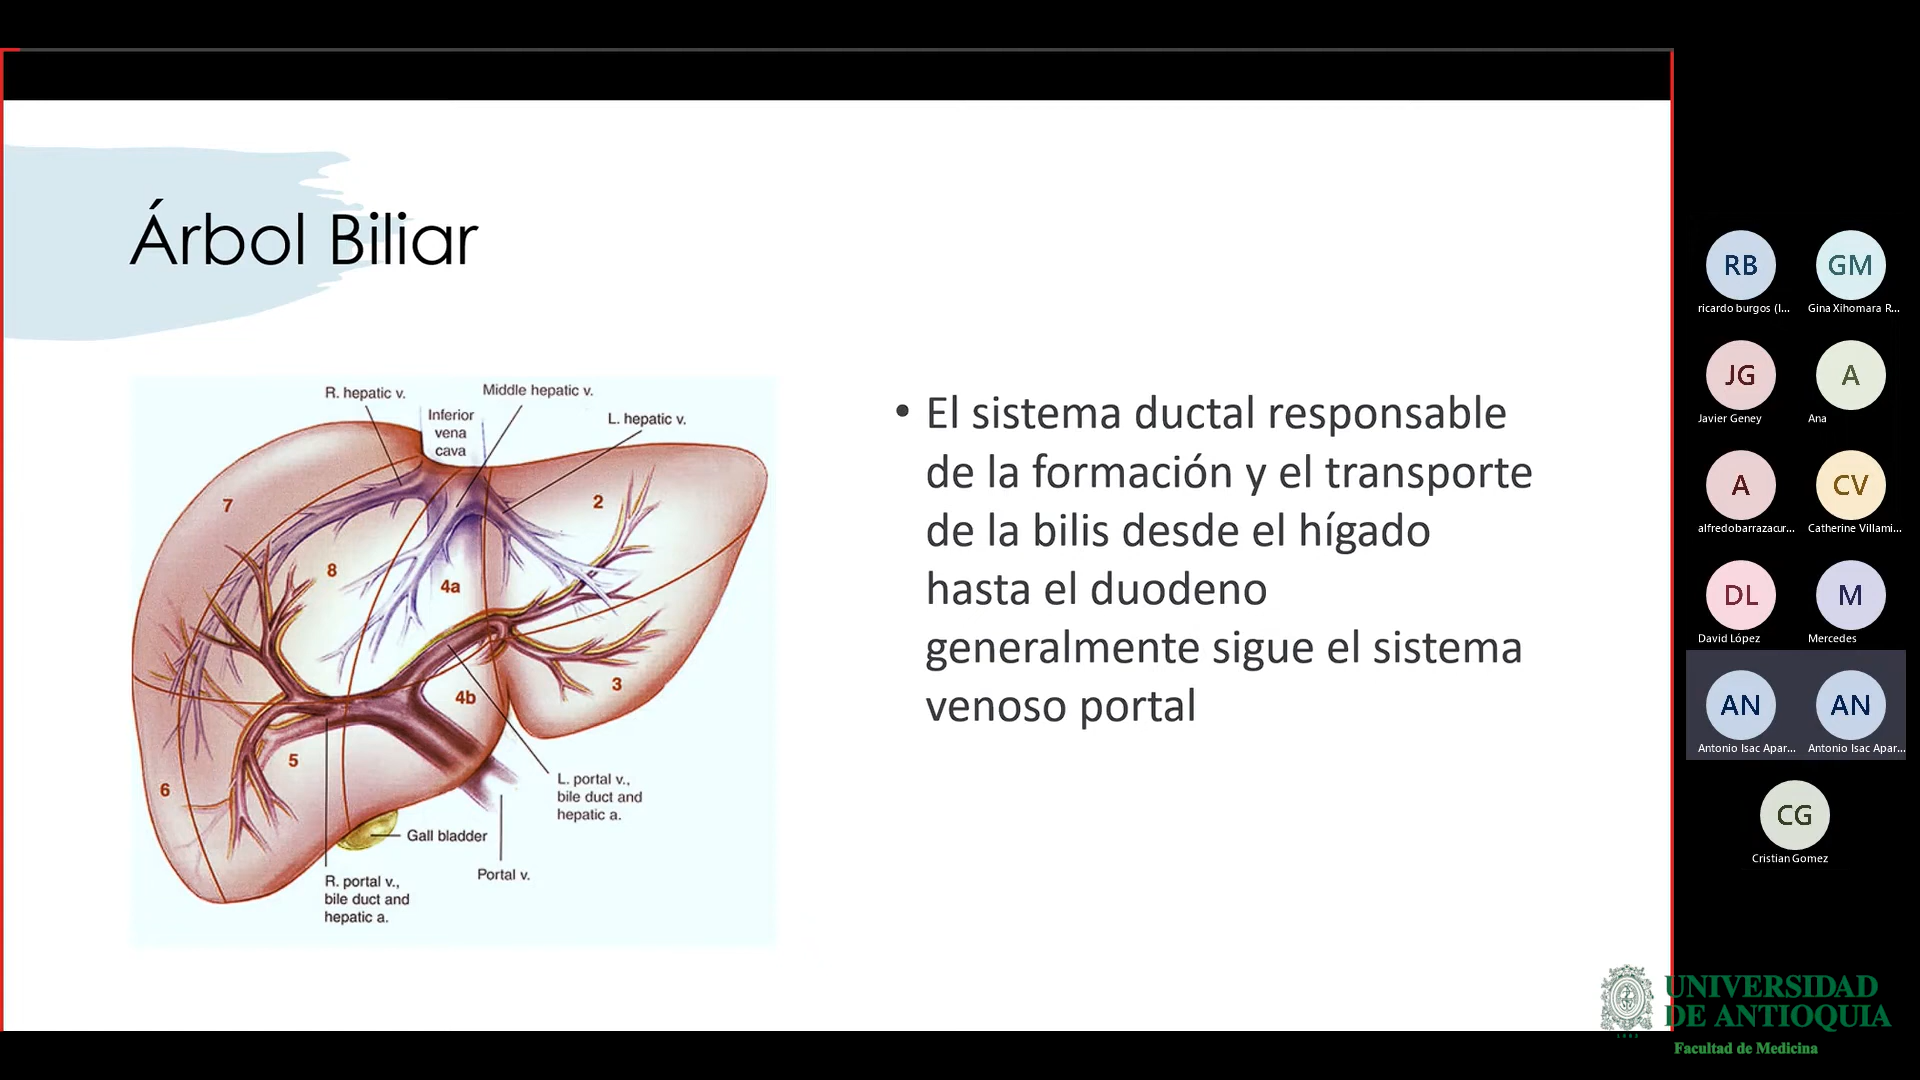 Árbol Biliar
R. hepatic v.
Middle hepatic v.
Inferior
vena
cava
L. hepatic v.
7
2
8
4a
4b
3
5
6
L. portal v.,
bile duct and
hepatic a.
Gall bladder
Portal v.
R. portal v.,
bile duct and
hepatic a.
• El sistema ductal responsable
de la formación y el transporte
de la bilis desde el hígado
hasta el duodeno
generalmente sigue el sistema
venoso portal
RB
GM
ricardo burgos (I...
Gina Xihomara R...
JG
A
Javier Geney
Ana
A
CV
alfredobarrazacur...
Catherine Villami...
DL
M
David López
Mercedes
AN
AN
Antonio Isac Apar...
Antonio Isac Apar...
CG
Cristian Gomez
UNIVERSIDAD
DE ANTIOQUIA
Facultad de Medicina